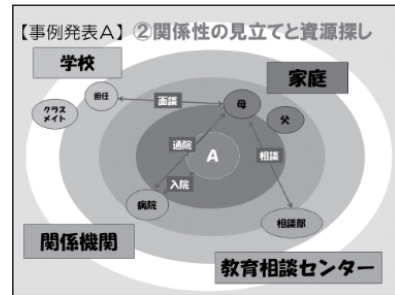 【事例発表A】 ②関係性の見立てと資源探し
学校
家庭
担任
面談
母
クラス
メイト
父
通院
A
相談
入院
病院
相談部
関係機関
教育相談センター